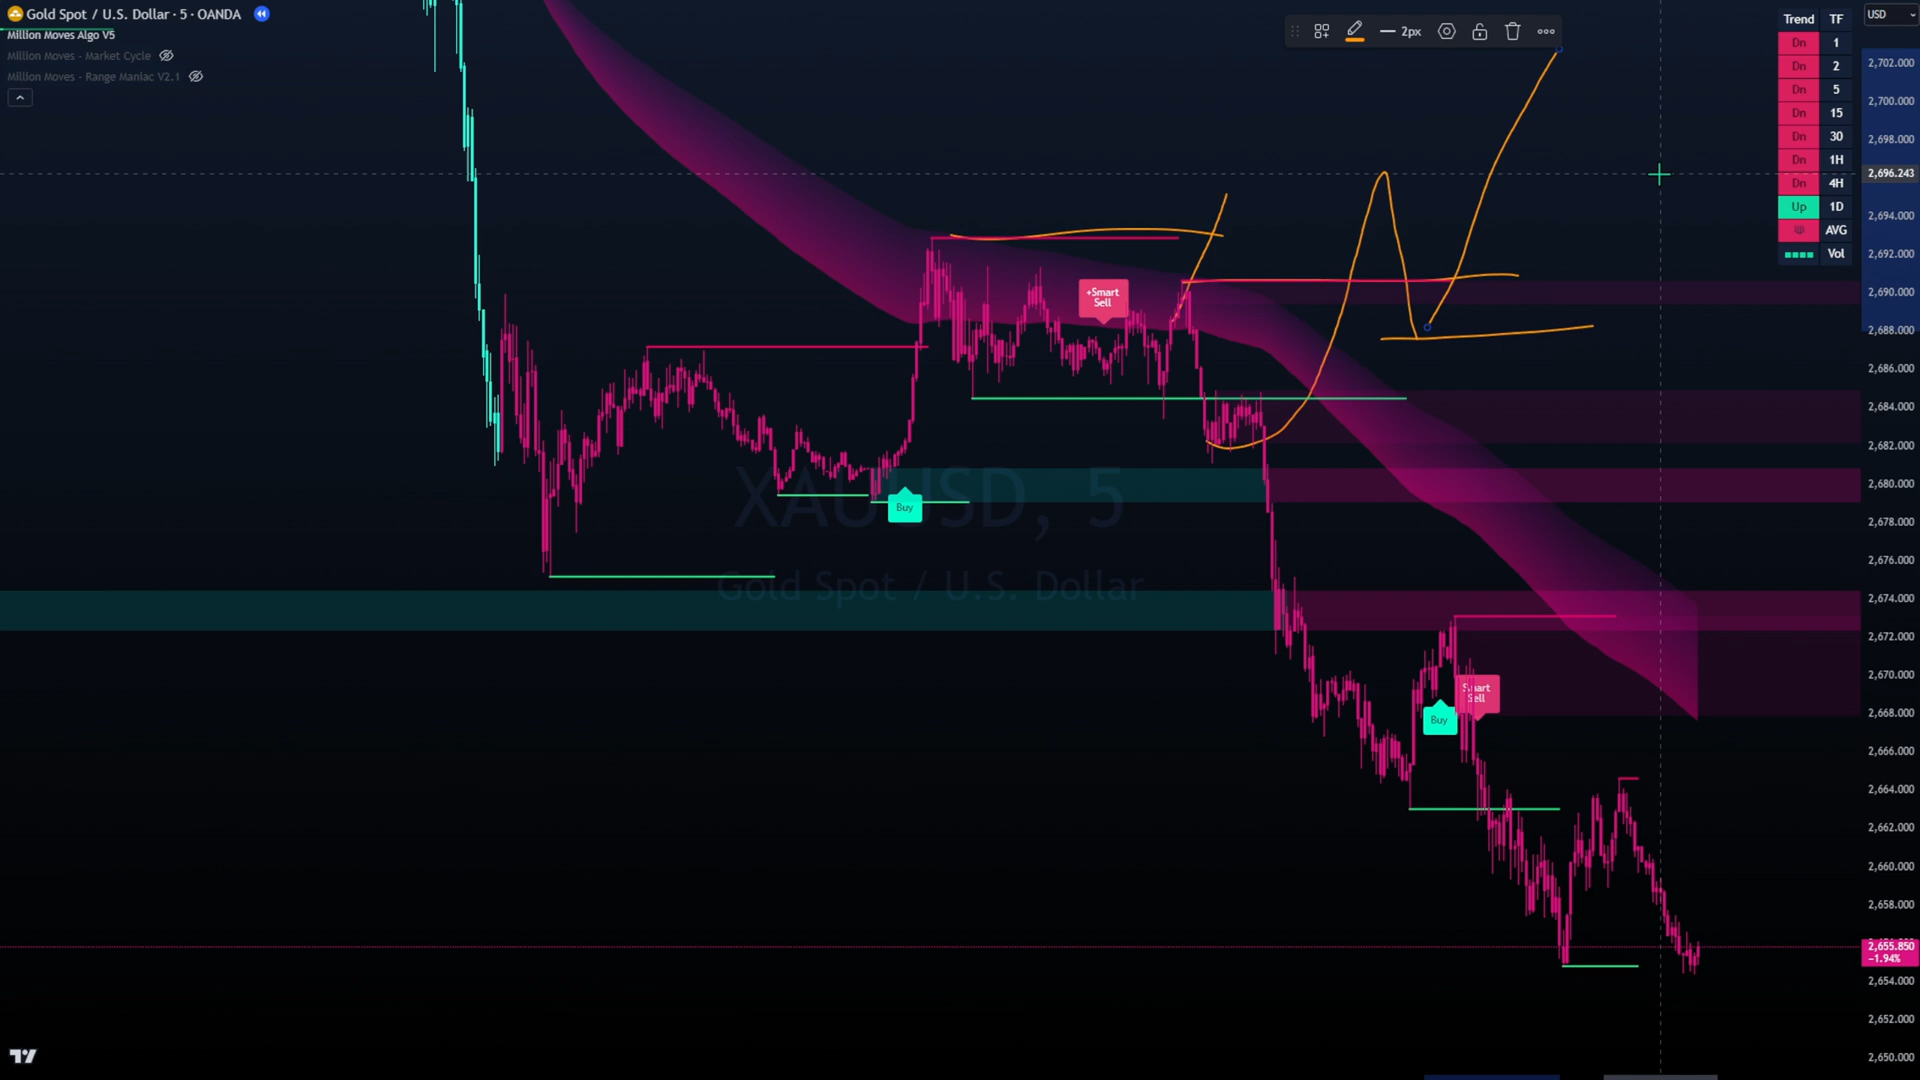 Gold Spot / U.S. Dollar · 5 · OANDA
Million Moves Algo V5
Million Moves - Market Cycle
Million Moves - Range Maniac V2.1
2px
Trend TF
Dn 1
Dn 2
Dn 5
Dn 15
Dn 30
Dn 1H
Dn 4H
Up 1D
AVG
Vol
USD
2,702.000
2,700.000
2,698.000
2,696.243
2,694.000
2,692.000
2,690.000
2,688.000
2,686.000
2,684.000
2,682.000
2,680.000
2,678.000
2,676.000
2,674.000
2,672.000
2,670.000
2,668.000
2,666.000
2,664.000
2,662.000
2,660.000
2,658.000
2,655.850
−1.94%
2,654.000
2,652.000
2,650.000
+Smart
Sell
Buy
XAUUSD, 5
Gold Spot / U.S. Dollar
Smart
Sell
Buy